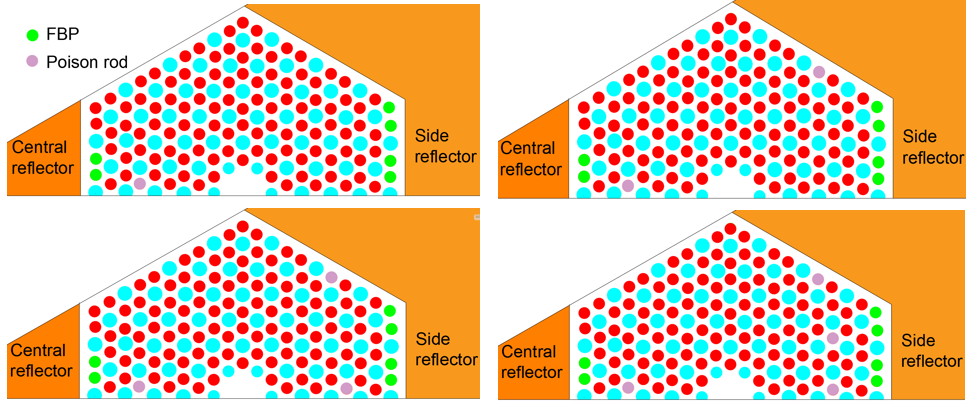 FBP
Poison rod
Central
reflector
Side
reflector
Central
reflector
Side
reflector
Central
reflector
Side
reflector
Central
reflector
Side
reflector